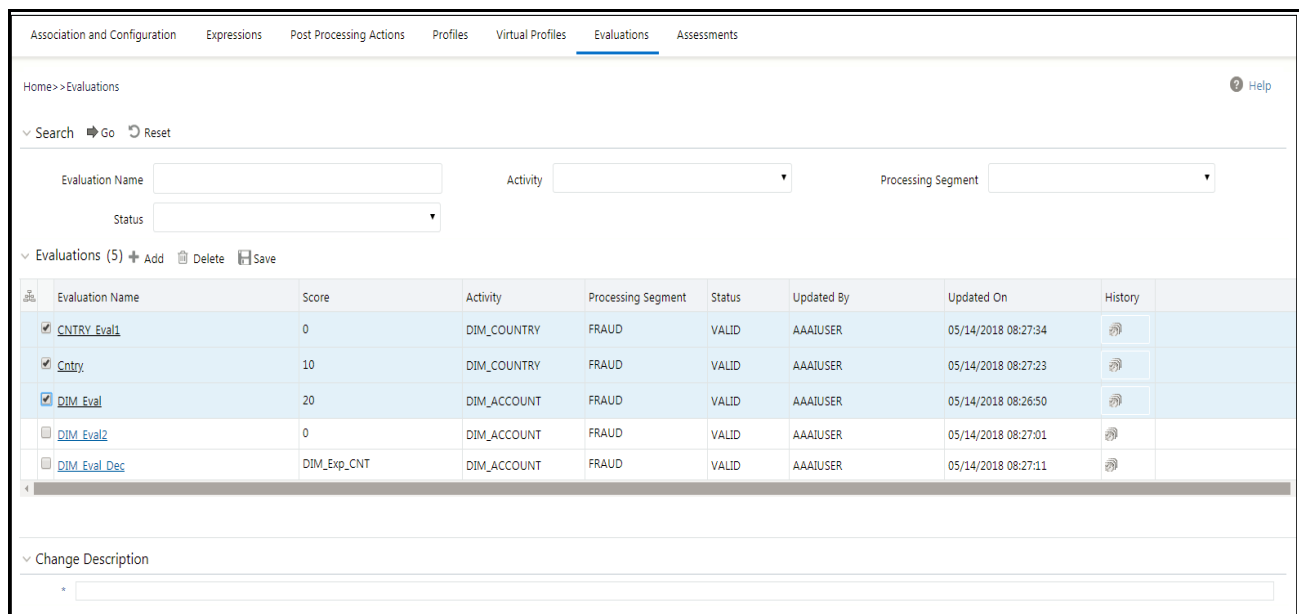 Association and Configuration Expressions Post Processing Actions Profiles Virtual Profiles Evaluations Assessments
Home>>Evaluations Help
Search Go Reset
Evaluation Name Activity Processing Segment
Status
Evaluations (5) Add Delete Save
Evaluation Name Score Activity Processing Segment Status Updated By Updated On History
CNTRY_Eval1 0 DIM_COUNTRY FRAUD VALID AAAIUSER 05/14/2018 08:27:34
Cntry 10 DIM_COUNTRY FRAUD VALID AAAIUSER 05/14/2018 08:27:23
DIM_Eval 20 DIM_ACCOUNT FRAUD VALID AAAIUSER 05/14/2018 08:26:50
DIM_Eval2 0 DIM_ACCOUNT FRAUD VALID AAAIUSER 05/14/2018 08:27:01
DIM_Eval_Dec DIM_Exp_CNT DIM_ACCOUNT FRAUD VALID AAAIUSER 05/14/2018 08:27:11
Change Description
*